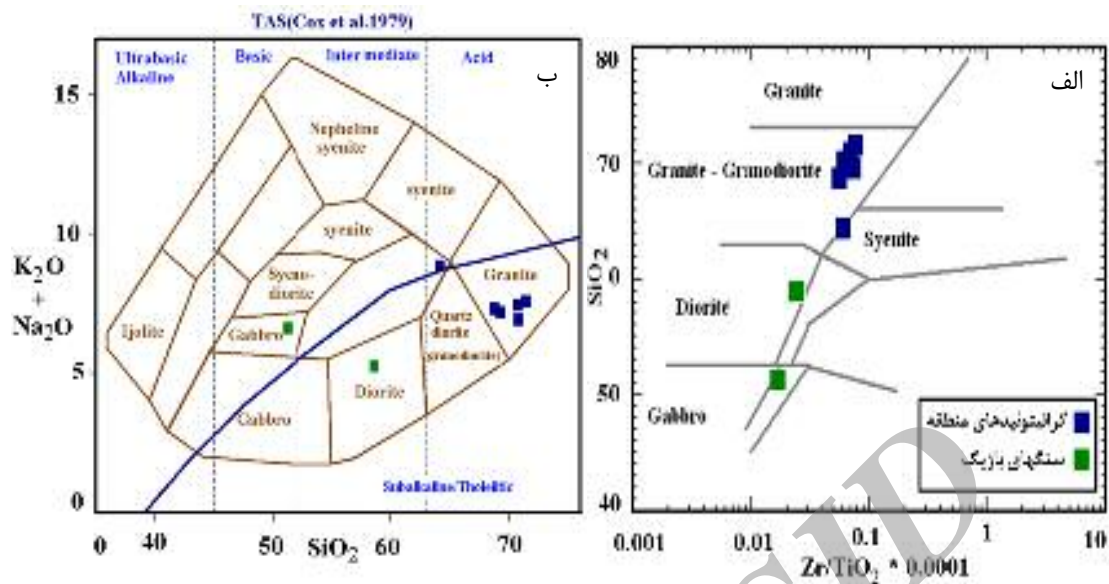 TAS(Cox et al.1979)
Ultrabasic
Alkaline
Basic
Inter mediate
Acid
ب
15
10
5
0
K₂O
+
Na₂O
Nepheline
syenite
syenite
syenite
Syeno-
diorite
Granite
Ijolite
Gabbro
Quartz
diorite
(granodiorite)
Diorite
Gabbro
Subalkaline/Tholeiitic
0 40 50 60 70
SiO₂
الف
80
70
60
50
40
SiO₂
Granite
Granite - Granodiorite
Syenite
Diorite
Gabbro
گرانیتوئیدهای منطقه
سنگهای بازیک
0.001 0.01 0.1 1 10
Zr/TiO₂ * 0.0001